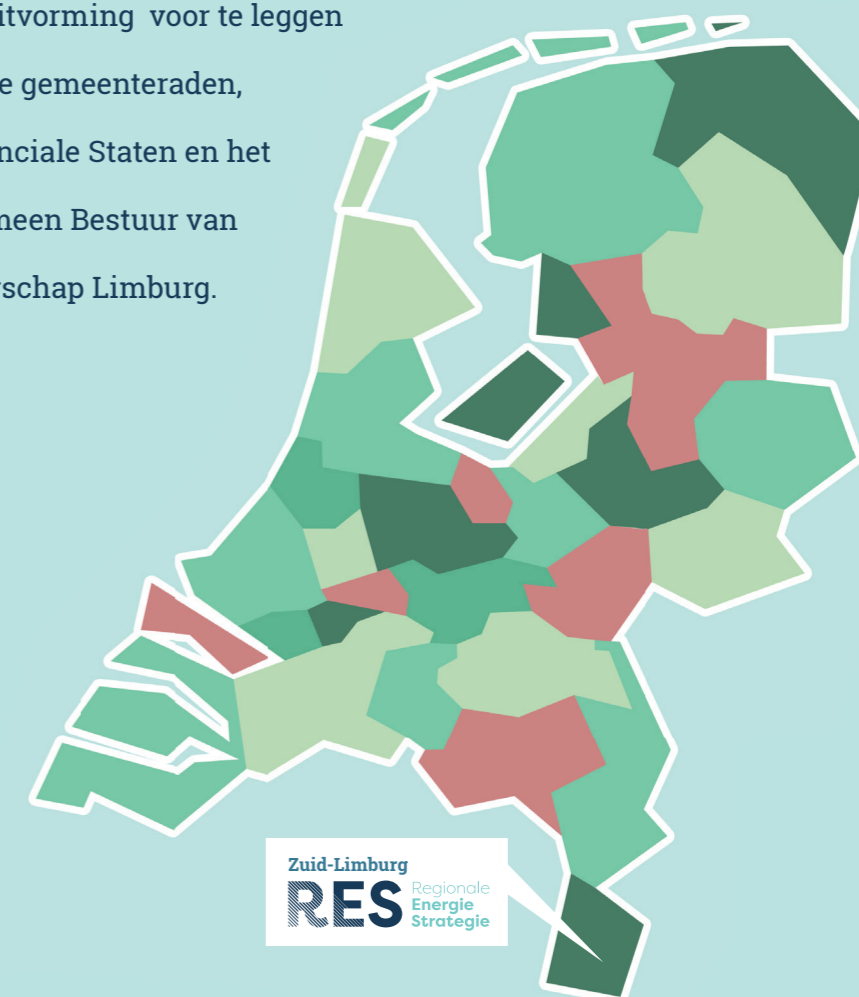 itvorming voor te leggen
e gemeenteraden,
nciale Staten en het
meen Bestuur van
schap Limburg.
Zuid-Limburg
RES Regionale
Energie
Strategie